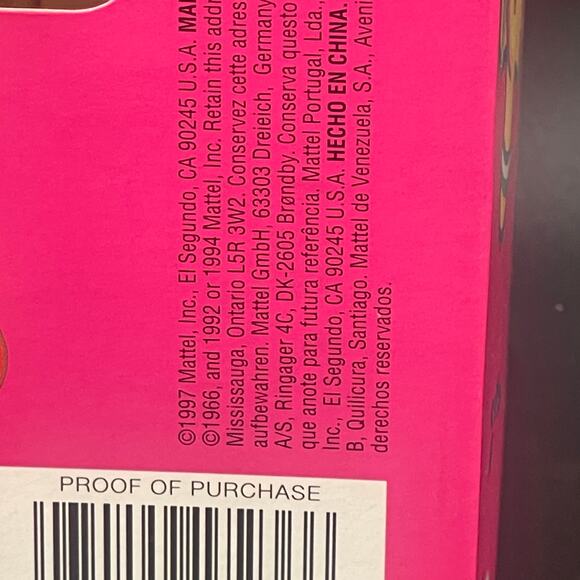 ©1997 Mattel, Inc., El Segundo, CA 90245 U.S.A. MA
©1966, and 1992 or 1994 Mattel, Inc. Retain this addr
Mississauga, Ontario L5R 3W2. Conservez cette adres
aufbewahren. Mattel GmbH, 63303 Dreieich, Germany
A/S, Ringager 4C, DK-2605 Brøndby. Conserva questo
que anote para futura referência. Mattel Portugal, Lda.,
Inc., El Segundo, CA 90245 U.S.A. HECHO EN CHINA.
B, Quilicura, Santiago. Mattel de Venezuela, S.A., Aveni
derechos reservados.
PROOF OF PURCHASE